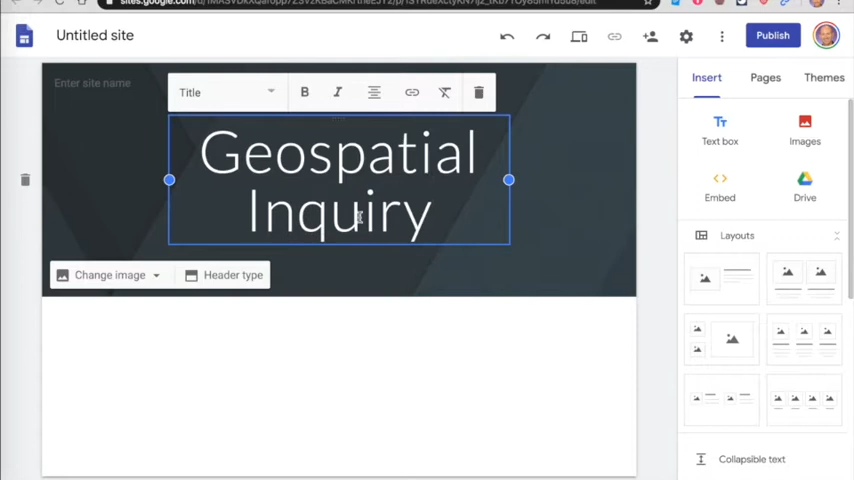 Untitled site
Publish
Enter site name
Title
B
I
Geospatial
Inquiry
Change image
Header type
Insert
Pages
Themes
Tт
Text box
Images
Embed
Drive
Layouts
Collapsible text